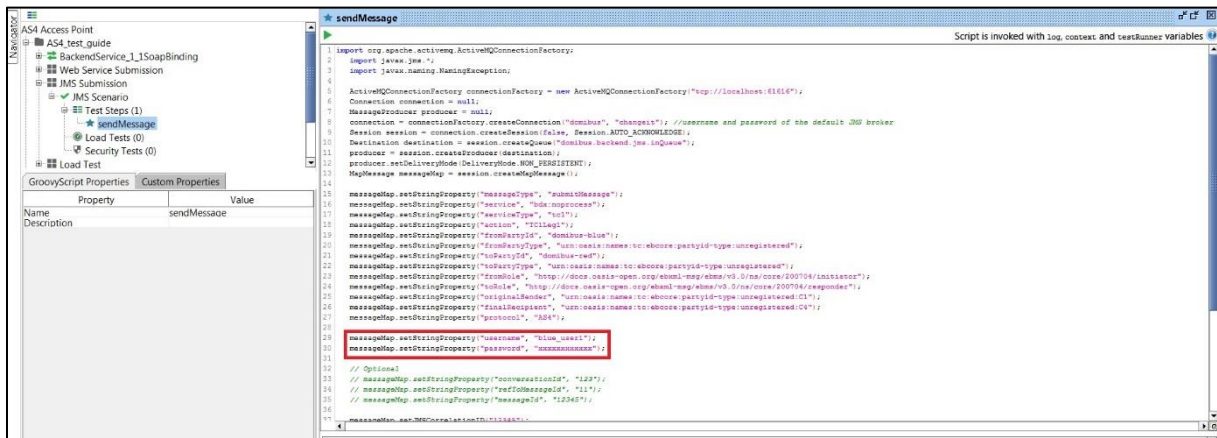 Navigator
AS4 Access Point
AS4_test_guide
BackendService_1_1SoapBinding
Web Service Submission
JMS Submission
JMS Scenario
Test Steps (1)
sendMessage
Load Tests (0)
Security Tests (0)
Load Test
GroovyScript Properties Custom Properties
Property Value
Name sendMessage
Description
sendMessage
Script is invoked with log, context and testRunner variables
1 import org.apache.activemq.ActiveMQConnectionFactory;
2 import javax.jms.*;
3 import javax.naming.NamingException;
4
5 ActiveMQConnectionFactory connectionFactory = new ActiveMQConnectionFactory("tcp://localhost:61616");
6 Connection connection = null;
7 MessageProducer producer = null;
8 connection = connectionFactory.createConnection("domibus", "changeit"); //username and password of the default JMS broker
9 Session session = connection.createSession(false, Session.AUTO_ACKNOWLEDGE);
10 Destination destination = session.createQueue("domibus.backend.jms.inQueue");
11 producer = session.createProducer(destination);
12 producer.setDeliveryMode(DeliveryMode.NON_PERSISTENT);
13 MapMessage messageMap = session.createMapMessage();
14
15 messageMap.setStringProperty("messageType", "submitMessage");
16 messageMap.setStringProperty("service", "bdx:noprocess");
17 messageMap.setStringProperty("serviceType", "tc1");
18 messageMap.setStringProperty("action", "TC1Leg1");
19 messageMap.setStringProperty("fromPartyId", "domibus-blue");
20 messageMap.setStringProperty("fromPartyType", "urn:oasis:names:tc:ebcore:partyid-type:unregistered");
21 messageMap.setStringProperty("toPartyId", "domibus-red");
22 messageMap.setStringProperty("toPartyType", "urn:oasis:names:tc:ebcore:partyid-type:unregistered");
23 messageMap.setStringProperty("fromRole", "http://docs.oasis-open.org/ebxml-msg/ebms/v3.0/ns/core/200704/initiator");
24 messageMap.setStringProperty("toRole", "http://docs.oasis-open.org/ebxml-msg/ebms/v3.0/ns/core/200704/responder");
25 messageMap.setStringProperty("originalSender", "urn:oasis:names:tc:ebcore:partyid-type:unregistered:C1");
26 messageMap.setStringProperty("finalRecipient", "urn:oasis:names:tc:ebcore:partyid-type:unregistered:C4");
27 messageMap.setStringProperty("protocol", "AS4");
28
29 messageMap.setStringProperty("username", "blue_user1");
30 messageMap.setStringProperty("password", "xxxxxxxxxxxx");
31
32 // Optional
33 // messageMap.setStringProperty("conversationId", "123");
34 // messageMap.setStringProperty("refToMessageId", "11");
35 // messageMap.setStringProperty("messageId", "12345");
36
37 messageMap.setJMSCorrelationID("12345");